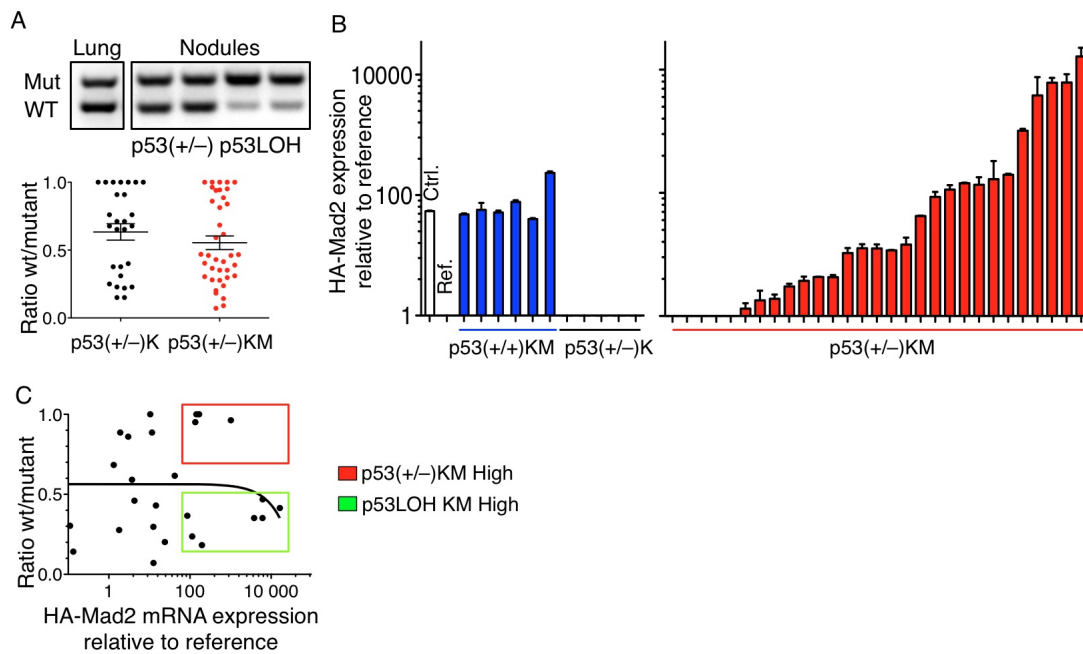 A
Lung Nodules
Mut
WT
p53(+/–) p53LOH
Ratio wt/mutant
1.0
0.5
0.0
p53(+/–)K p53(+/–)KM
B
HA-Mad2 expression
relative to reference
10000
100
1
Ctrl.
Ref.
p53(+/+)KM p53(+/–)K
p53(+/–)KM
C
Ratio wt/mutant
1.0
0.5
0.0
1 100 10 000
HA-Mad2 mRNA expression
relative to reference
p53(+/–)KM High
p53LOH KM High